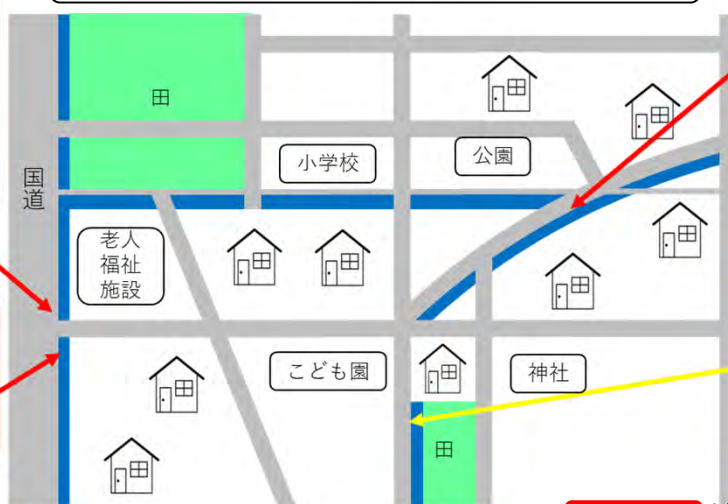 田
小学校
公園
国道
老人
福祉
施設
こども園
神社
田